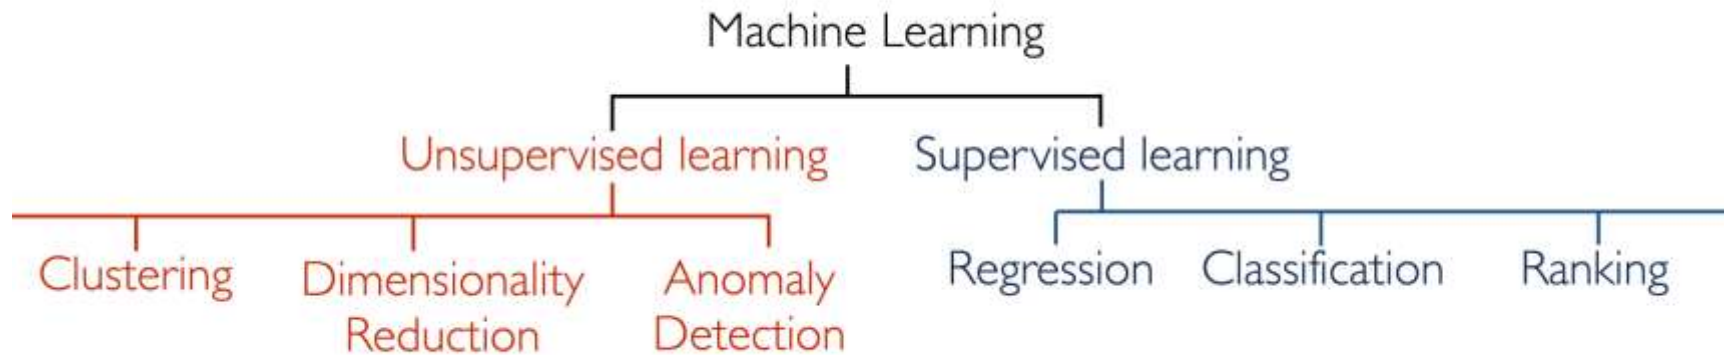 Machine Learning
Unsupervised learning
Supervised learning
Clustering
Dimensionality
Reduction
Anomaly
Detection
Regression
Classification
Ranking